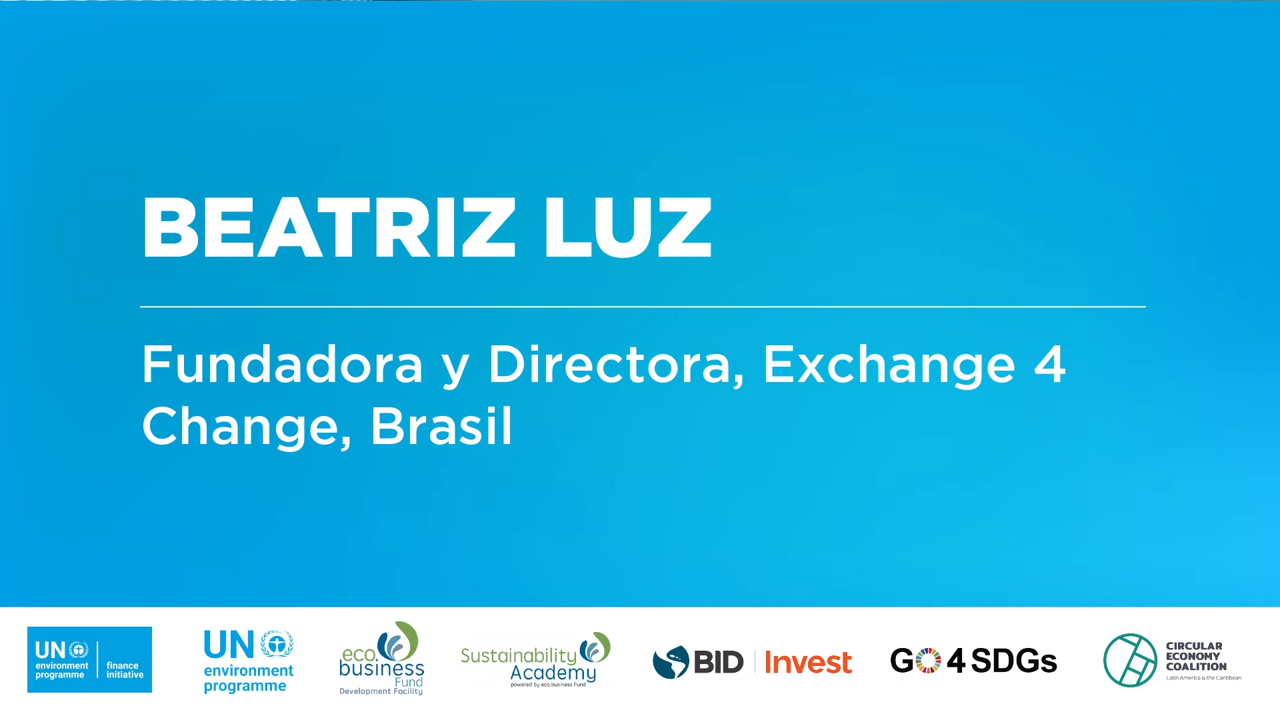 BEATRIZ LUZ
Fundadora y Directora, Exchange 4
Change, Brasil
UN
environment
programme
finance
initiative
UN
environment
programme
eco.
business
Fund
Development Facility
Sustainability
Academy
powered by eco.business Fund
BID Invest
GO 4 SDGs
CIRCULAR
ECONOMY
COALITION
Latin America & the Caribbean